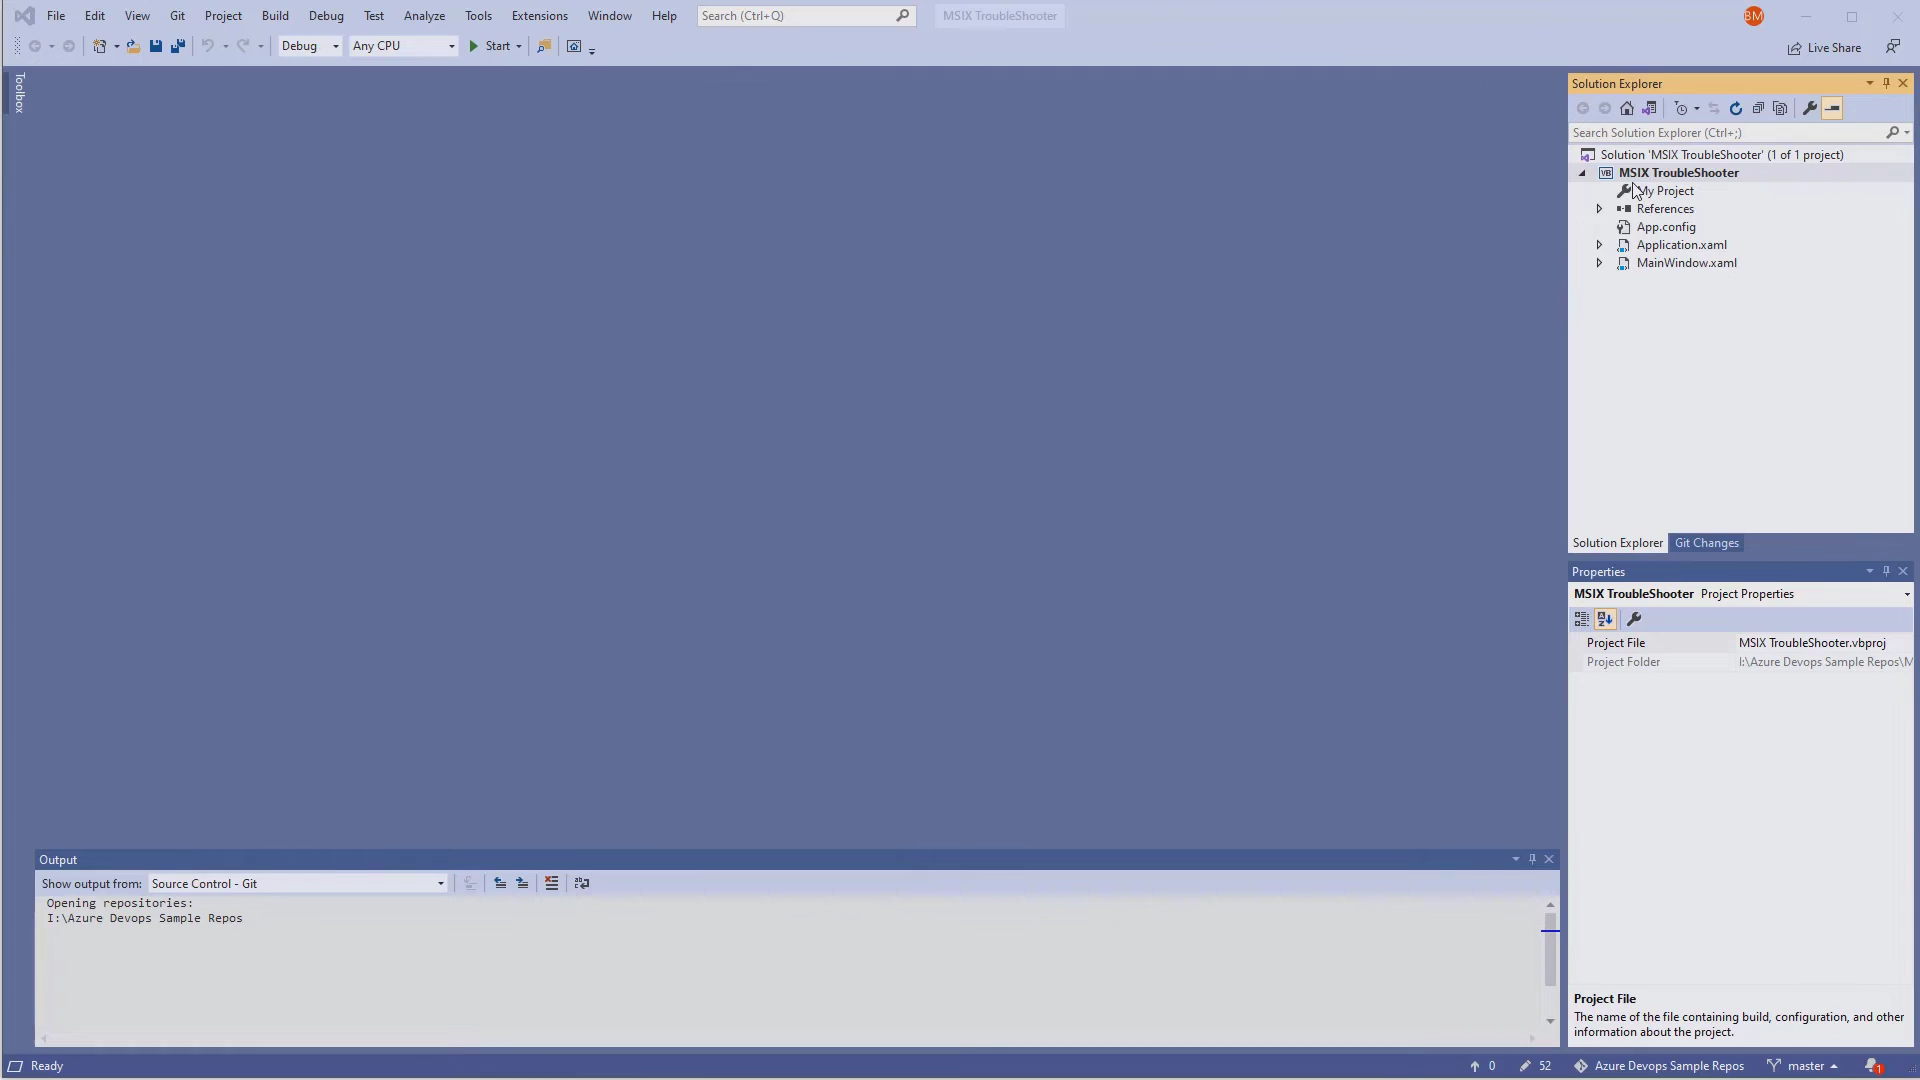 File Edit View Git Project Build Debug Test Analyze Tools Extensions Window Help Search (Ctrl+Q) MSIX TroubleShooter BM
Debug Any CPU Start Live Share
Toolbox
Solution Explorer
Search Solution Explorer (Ctrl+;)
Solution 'MSIX TroubleShooter' (1 of 1 project)
VB MSIX TroubleShooter
My Project
References
App.config
Application.xaml
MainWindow.xaml
Solution Explorer Git Changes
Properties
MSIX TroubleShooter Project Properties
Project File MSIX TroubleShooter.vbproj
Project Folder I:\Azure Devops Sample Repos\M
Output
Show output from: Source Control - Git
Opening repositories:
I:\Azure Devops Sample Repos
Project File
The name of the file containing build, configuration, and other
information about the project.
Ready 0 52 Azure Devops Sample Repos master 1